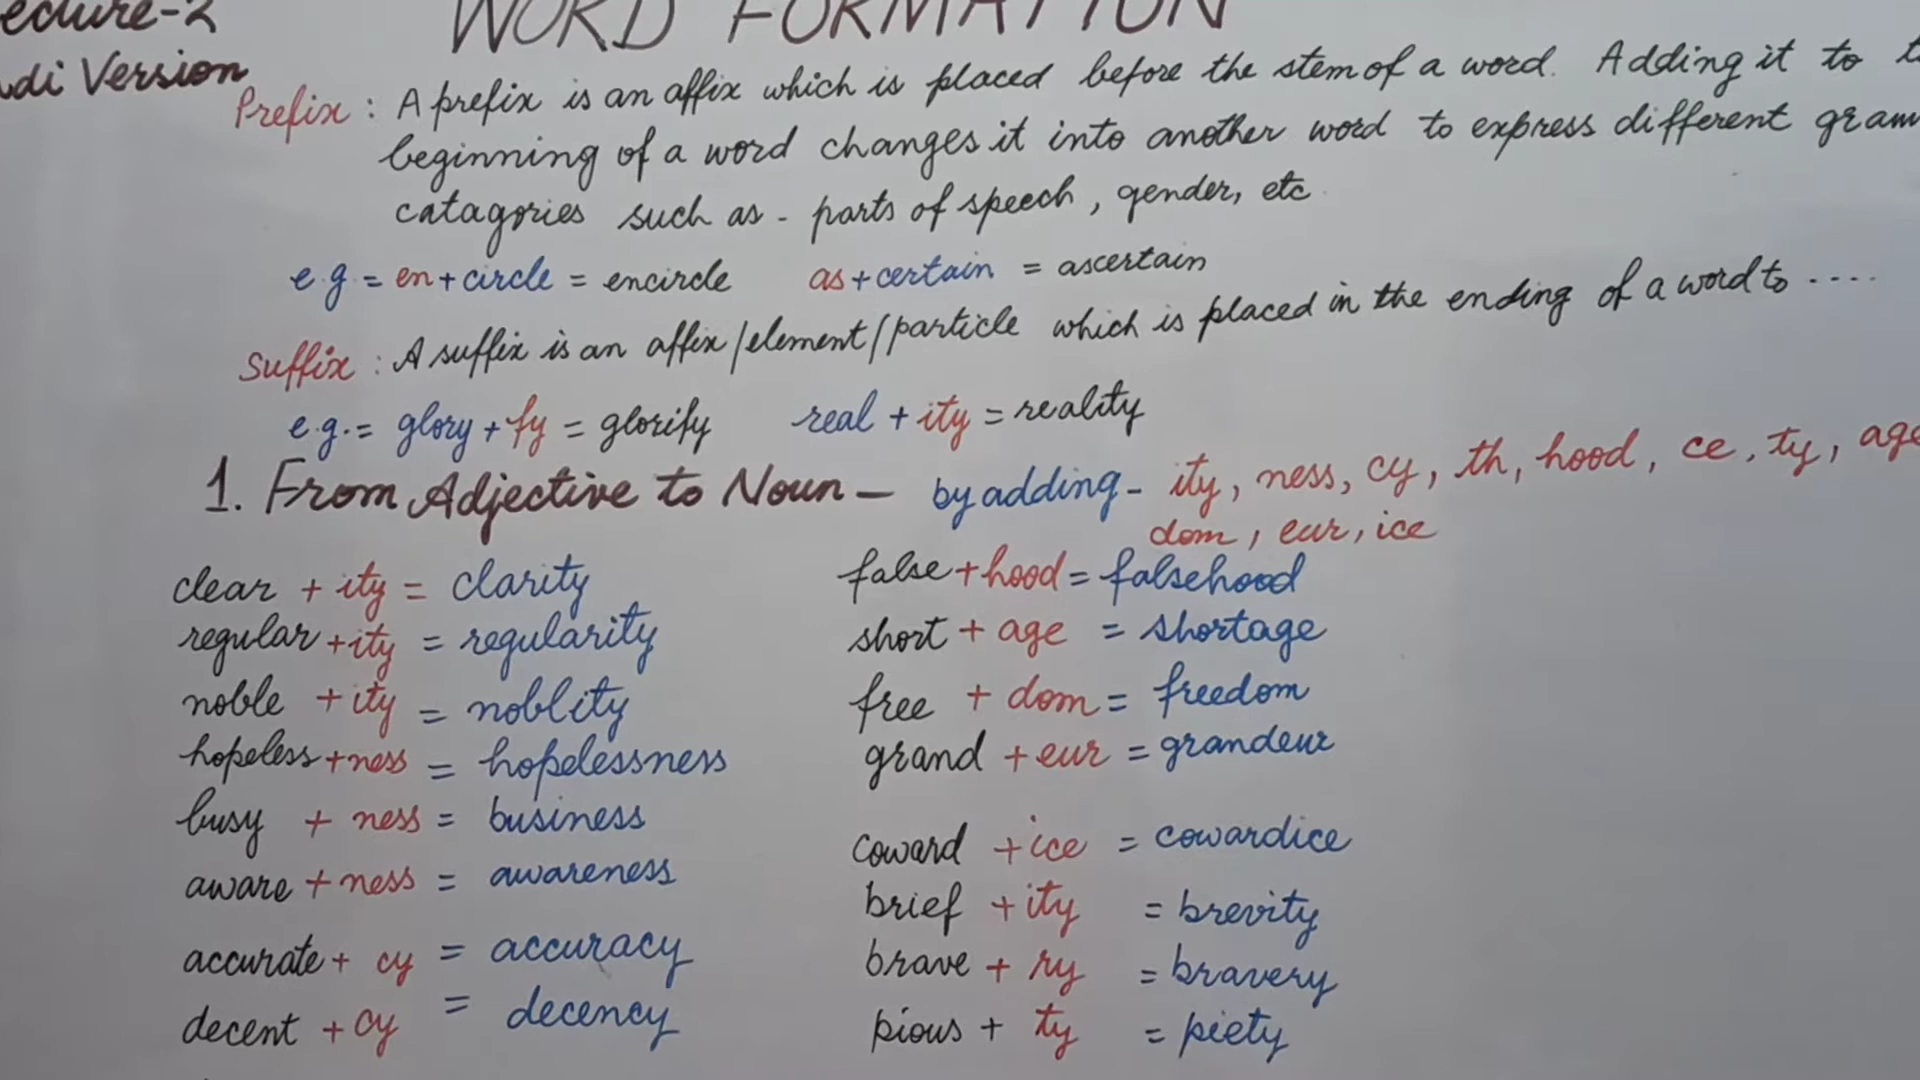 ecture-2 WORD FORMATION
di Version
Prefix : A prefix is an affix which is placed before the stem of a word. Adding it to
beginning of a word changes it into another word to express different gram
catagories such as - parts of speech, gender, etc
e.g = en + circle = encircle as + certain = ascertain
Suffix : A suffix is an affix/element/particle which is placed in the ending of a word to ....
e.g. = glory + fy = glorify real + ity = reality
1. From Adjective to Noun - by adding - ity, ness, cy, th, hood, ce, ty, age
dom, eur, ice
clear + ity = clarity
regular + ity = regularity
noble + ity = noblity
hopeless + ness = hopelessness
busy + ness = business
aware + ness = awareness
accurate + cy = accuracy
decent + cy = decency
false + hood = falsehood
short + age = shortage
free + dom = freedom
grand + eur = grandeur
coward + ice = cowardice
brief + ity = brevity
brave + ry = bravery
pious + ty = piety